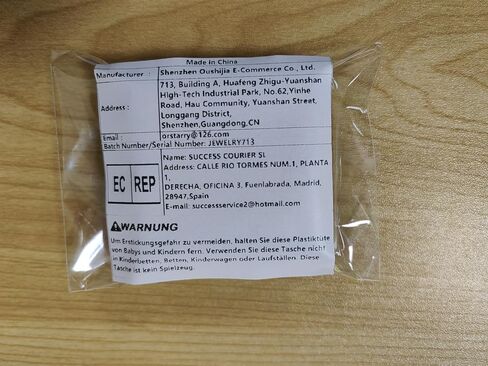 Made in China
Manufacturer : Shenzhen Oushijia E-Commerce Co., Ltd.
Address : 713, Building A, Huafeng Zhigu-Yuanshan
High-Tech Industrial Park, No.62,Yinhe
Road, Hau Community, Yuanshan Street,
Longgang District,
Shenzhen,Guangdong,CN
Email : orstarry@126.com
Batch Number/Serial Number: JEWELRY713
EC REP
Name: SUCCESS COURIER SL
Address: CALLE RIO TORMES NUM.1, PLANTA
1,
DERECHA, OFICINA 3, Fuenlabrada, Madrid,
28947,Spain
E-mail: successservice2@hotmail.com
WARNUNG
Um Erstickungsgefahr zu vermeiden, halten Sie diese Plastiktüte
von Babys und Kindern fern. Verwenden Sie diese Tasche nicht
in Kinderbetten, Betten, Kinderwagen oder Laufställen. Diese
Tasche ist kein Spielzeug.